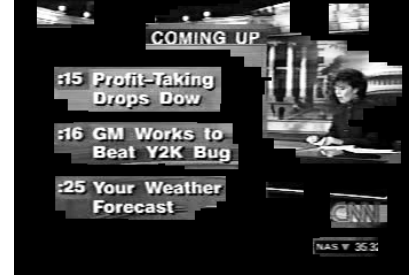 COMING UP
:15 Profit-Taking
Drops Dow
:16 GM Works to
Beat Y2K Bug
:25 Your Weather
Forecast
CNN
NAS ▼ 35.32